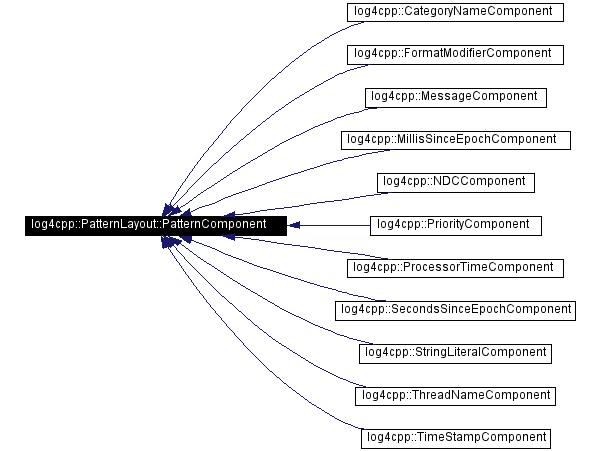 log4cpp::CategoryNameComponent
log4cpp::FormatModifierComponent
log4cpp::MessageComponent
log4cpp::MillisSinceEpochComponent
log4cpp::NDCComponent
log4cpp::PatternLayout::PatternComponent
log4cpp::PriorityComponent
log4cpp::ProcessorTimeComponent
log4cpp::SecondsSinceEpochComponent
log4cpp::StringLiteralComponent
log4cpp::ThreadNameComponent
log4cpp::TimeStampComponent